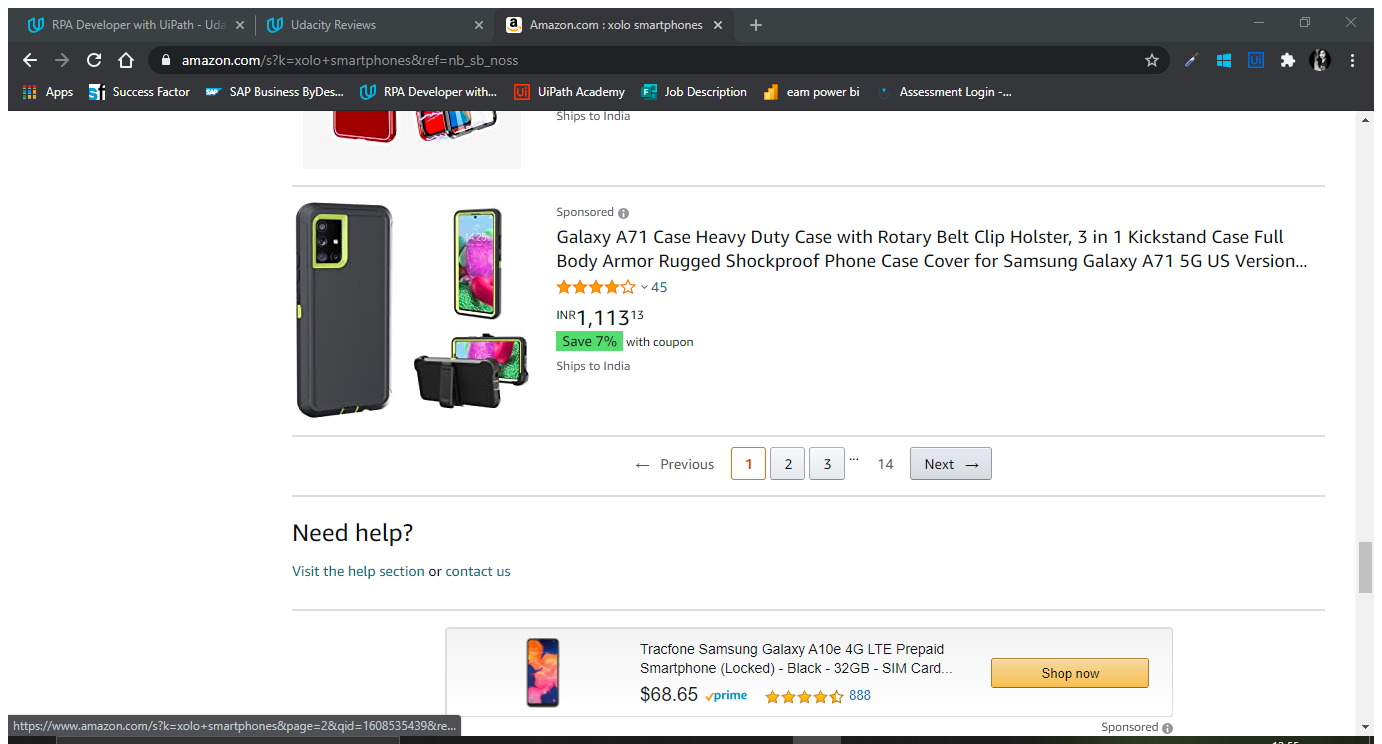 RPA Developer with UiPath - Uda
Udacity Reviews
Amazon.com : xolo smartphones
amazon.com/s?k=xolo+smartphones&ref=nb_sb_noss
Apps
Success Factor
SAP Business ByDes...
RPA Developer with...
UiPath Academy
Job Description
eam power bi
Assessment Login -...
Ships to India
Sponsored
Galaxy A71 Case Heavy Duty Case with Rotary Belt Clip Holster, 3 in 1 Kickstand Case Full
Body Armor Rugged Shockproof Phone Case Cover for Samsung Galaxy A71 5G US Version...
45
INR1,11313
Save 7% with coupon
Ships to India
← Previous 1 2 3 ... 14 Next →
Need help?
Visit the help section or contact us
Tracfone Samsung Galaxy A10e 4G LTE Prepaid
Smartphone (Locked) - Black - 32GB - SIM Card...
$68.65 prime 888
Shop now
Sponsored
https://www.amazon.com/s?k=xolo+smartphones&page=2&qid=1608535439&re...